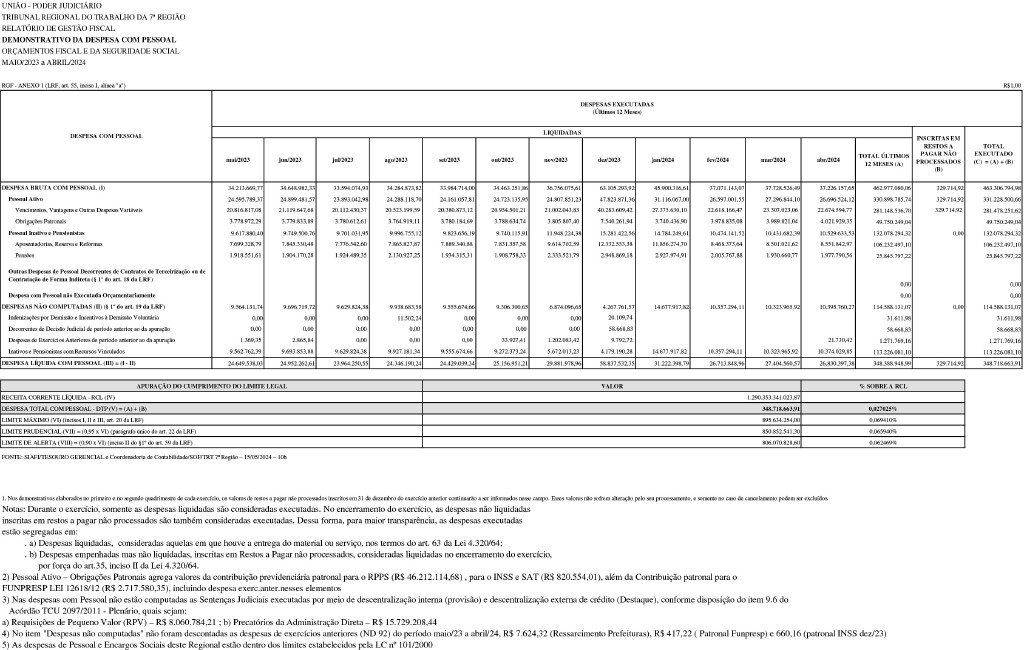 UNIÃO - PODER JUDICIÁRIO
TRIBUNAL REGIONAL DO TRABALHO DA 7ª REGIÃO
RELATÓRIO DE GESTÃO FISCAL
DEMONSTRATIVO DA DESPESA COM PESSOAL
ORÇAMENTOS FISCAL E DA SEGURIDADE SOCIAL
MAIO/2023 a ABRIL/2024
RGF - ANEXO 1 (LRF, art. 55, inciso I, alínea "a") R$1,00
DESPESA COM PESSOAL
DESPESAS EXECUTADAS
(Últimos 12 Meses)
LIQUIDADAS
INSCRITAS EM RESTOS A PAGAR NÃO PROCESSADOS (B)
TOTAL EXECUTADO (C) = (A) + (B)
mai/2023 jun/2023 jul/2023 ago/2023 set/2023 out/2023 nov/2023 dez/2023 jan/2024 fev/2024 mar/2024 abr/2024 TOTAL ÚLTIMOS 12 MESES (A)
DESPESA BRUTA COM PESSOAL (I) 34.213.669,77 34.648.982,33 33.594.074,93 34.284.873,82 33.984.714,00 34.463.251,86 36.756.075,61 63.105.293,92 45.900.316,61 37.071.143,07 37.728.526,49 37.226.157,65 462.977.080,06 329.714,92 463.306.794,98
Pessoal Ativo 24.595.789,37 24.899.481,57 23.893.042,98 24.288.118,70 24.161.057,81 24.723.135,95 24.807.851,23 47.823.871,36 31.116.067,00 26.597.001,55 27.296.844,10 26.696.524,12 330.898.785,74 329.714,92 331.228.500,66
Vencimentos, Vantagens e Outras Despesas Variáveis 20.816.817,08 21.119.647,68 20.112.430,37 20.523.199,59 20.380.873,12 20.934.501,21 21.002.043,83 40.283.609,42 27.375.630,10 22.618.166,47 23.307.023,06 22.674.594,77 281.148.536,70 329.714,92 281.478.251,62
Obrigações Patronais 3.778.972,29 3.779.833,89 3.780.612,61 3.764.919,11 3.780.184,69 3.788.634,74 3.805.807,40 7.540.261,94 3.740.436,90 3.978.835,08 3.989.821,04 4.021.929,35 49.750.249,04 49.750.249,04
Pessoal Inativo e Pensionistas 9.617.880,40 9.749.500,76 9.701.031,95 9.996.755,12 9.823.656,19 9.740.115,91 11.948.224,38 15.281.422,56 14.784.249,61 10.474.141,52 10.431.682,39 10.529.633,53 132.078.294,32 0,00 132.078.294,32
Aposentadorias, Reserva e Reformas 7.699.328,79 7.845.330,48 7.776.542,60 7.865.827,87 7.889.340,88 7.831.357,58 9.614.792,59 12.332.553,38 11.856.274,70 8.468.373,64 8.501.021,62 8.551.842,97 106.232.497,10 106.232.497,10
Pensões 1.918.551,61 1.904.170,28 1.924.489,35 2.130.927,25 1.934.315,31 1.908.758,33 2.333.521,79 2.948.869,18 2.927.974,91 2.005.767,88 1.930.660,77 1.977.790,56 25.845.797,22 25.845.797,22
Outras Despesas de Pessoal Decorrentes de Contratos de Terceirização ou de Contratação de Forma Indireta (§ 1º do art. 18 da LRF) 0,00 0,00
Despesa com Pessoal não Executada Orçamentariamente 0,00 0,00
DESPESAS NÃO COMPUTADAS (II) (§ 1º do art. 19 da LRF) 9.564.131,74 9.696.719,72 9.629.824,38 9.938.683,58 9.555.674,66 9.306.300,65 6.874.096,65 4.267.761,57 14.677.917,82 10.357.294,11 10.323.965,92 10.395.760,27 114.588.131,07 0,00 114.588.131,07
Indenizações por Demissão e Incentivos à Demissão Voluntária 0,00 0,00 0,00 11.502,24 0,00 0,00 0,00 20.109,74 31.611,98 31.611,98
Decorrentes de Decisão Judicial de período anterior ao da apuração 0,00 0,00 0,00 0,00 0,00 0,00 0,00 58.668,83 58.668,83 58.668,83
Despesas de Exercícios Anteriores de período anterior ao da apuração 1.369,35 2.865,84 0,00 0,00 0,00 33.927,41 1.202.083,42 9.792,72 21.730,42 1.271.769,16 1.271.769,16
Inativos e Pensionistas com Recursos Vinculados 9.562.762,39 9.693.853,88 9.629.824,38 9.927.181,34 9.555.674,66 9.272.373,24 5.672.013,23 4.179.190,28 14.677.917,82 10.357.294,11 10.323.965,92 10.374.029,85 113.226.081,10 113.226.081,10
DESPESA LÍQUIDA COM PESSOAL (III) = (I - II) 24.649.538,03 24.952.262,61 23.964.250,55 24.346.190,24 24.429.039,34 25.156.951,21 29.881.978,96 58.837.532,35 31.222.398,79 26.713.848,96 27.404.560,57 26.830.397,38 348.388.948,99 329.714,92 348.718.663,91
APURAÇÃO DO CUMPRIMENTO DO LIMITE LEGAL VALOR % SOBRE A RCL
RECEITA CORRENTE LÍQUIDA - RCL (IV) 1.290.353.341.023,87
DESPESA TOTAL COM PESSOAL - DTP (V) = (A) + (B) 348.718.663,91 0,027025%
LIMITE MÁXIMO (VI) (incisos I, II e III, art. 20 da LRF) 895.634.254,00 0,069410%
LIMITE PRUDENCIAL (VII) = (0,95 x VI) (parágrafo único do art. 22 da LRF) 850.852.541,30 0,065940%
LIMITE DE ALERTA (VIII) = (0,90 x VI) (inciso II do §1º do art. 59 da LRF) 806.070.828,60 0,062469%
FONTE: SIAFI/TESOURO GERENCIAL e Coordenadoria de Contabilidade/SOF/TRT 7ª Região – 15/05/2024 – 10h
1. Nos demonstrativos elaborados no primeiro e no segundo quadrimestre de cada exercício, os valores de restos a pagar não processados inscritos em 31 de dezembro do exercício anterior continuarão a ser informados nesse campo. Esses valores não sofrem alteração pelo seu processamento, e somente no caso de cancelamento podem ser excluídos.
Notas: Durante o exercício, somente as despesas liquidadas são consideradas executadas. No encerramento do exercício, as despesas não liquidadas
inscritas em restos a pagar não processados são também consideradas executadas. Dessa forma, para maior transparência, as despesas executadas
estão segregadas em:
. a) Despesas liquidadas, consideradas aquelas em que houve a entrega do material ou serviço, nos termos do art. 63 da Lei 4.320/64;
. b) Despesas empenhadas mas não liquidadas, inscritas em Restos a Pagar não processados, consideradas liquidadas no encerramento do exercício,
por força do art.35, inciso II da Lei 4.320/64.
2) Pessoal Ativo – Obrigações Patronais agrega valores da contribuição previdenciária patronal para o RPPS (R$ 46.212.114,68) , para o INSS e SAT (R$ 820.554,01), além da Contribuição patronal para o
FUNPRESP LEI 12618/12 (R$ 2.717.580,35), incluindo despesa exerc.anter.nesses elementos
3) Nas despesas com Pessoal não estão computadas as Sentenças Judiciais executadas por meio de descentralização interna (provisão) e descentralização externa de crédito (Destaque), conforme disposição do item 9.6 do
Acórdão TCU 2097/2011 - Plenário, quais sejam:
a) Requisições de Pequeno Valor (RPV) – R$ 8.060.784,21 ; b) Precatórios da Administração Direta – R$ 15.729.208,44
4) No item "Despesas não computadas" não foram descontadas as despesas de exercícios anteriores (ND 92) do período maio/23 a abril/24, R$ 7.624,32 (Ressarcimento Prefeituras), R$ 417,22 ( Patronal Funpresp) e 660,16 (patronal INSS dez/23)
5) As despesas de Pessoal e Encargos Sociais deste Regional estão dentro dos limites estabelecidos pela LC nº 101/2000